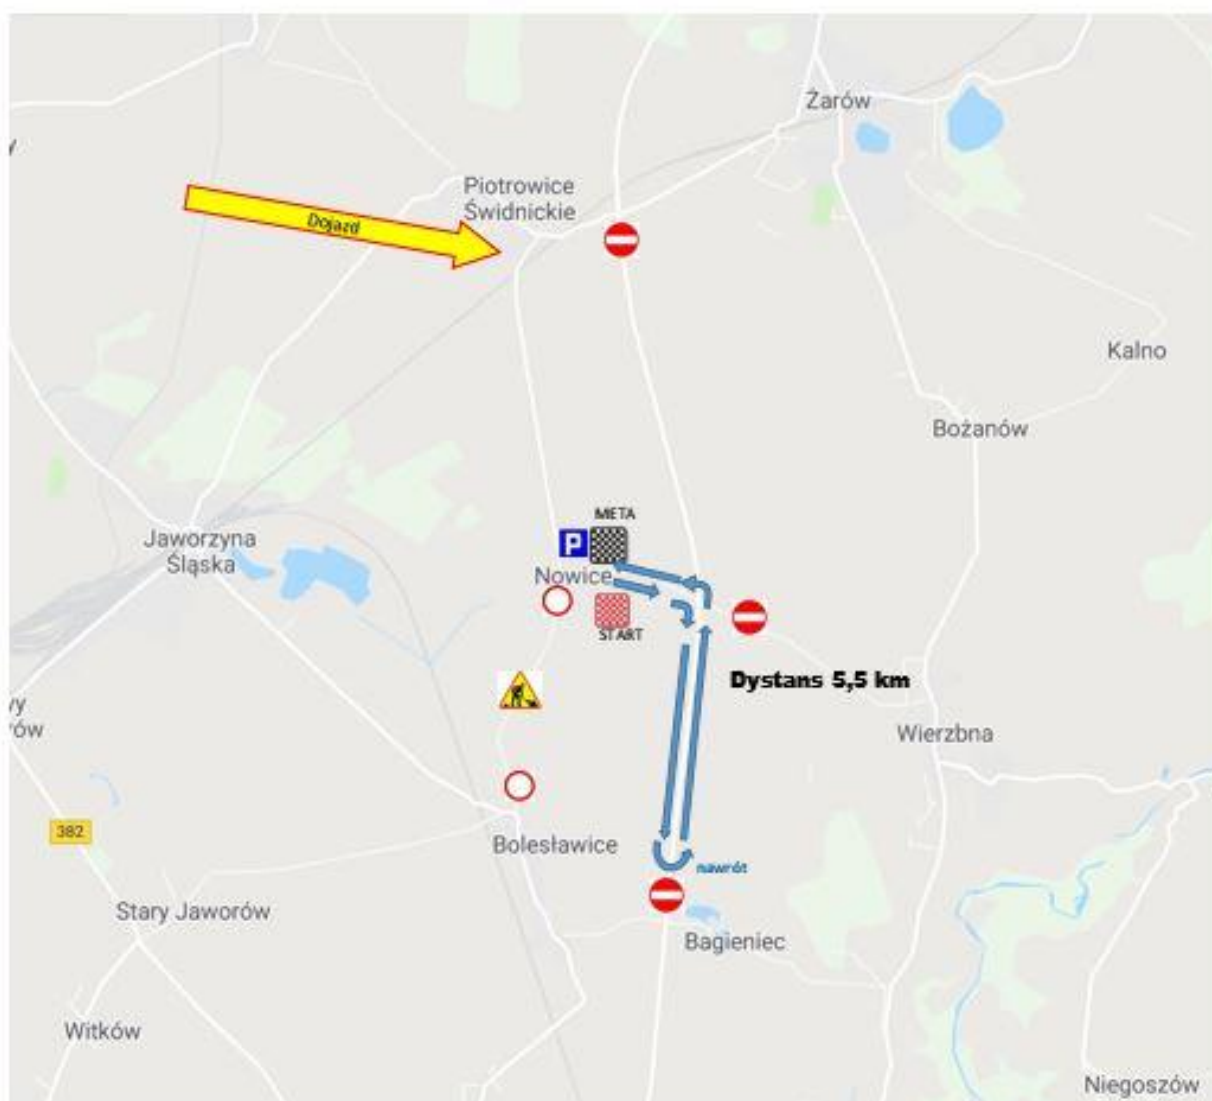 Żarów
Piotrowice
Świdnickie
Dojazd
Kalno
Bożanów
META
P
Jaworzyna
Śląska
Nowice
START
Dystans 5,5 km
Wierzbna
382
Bolesławice
nawrót
Stary Jaworów
Bagieniec
Witków
Niegoszów